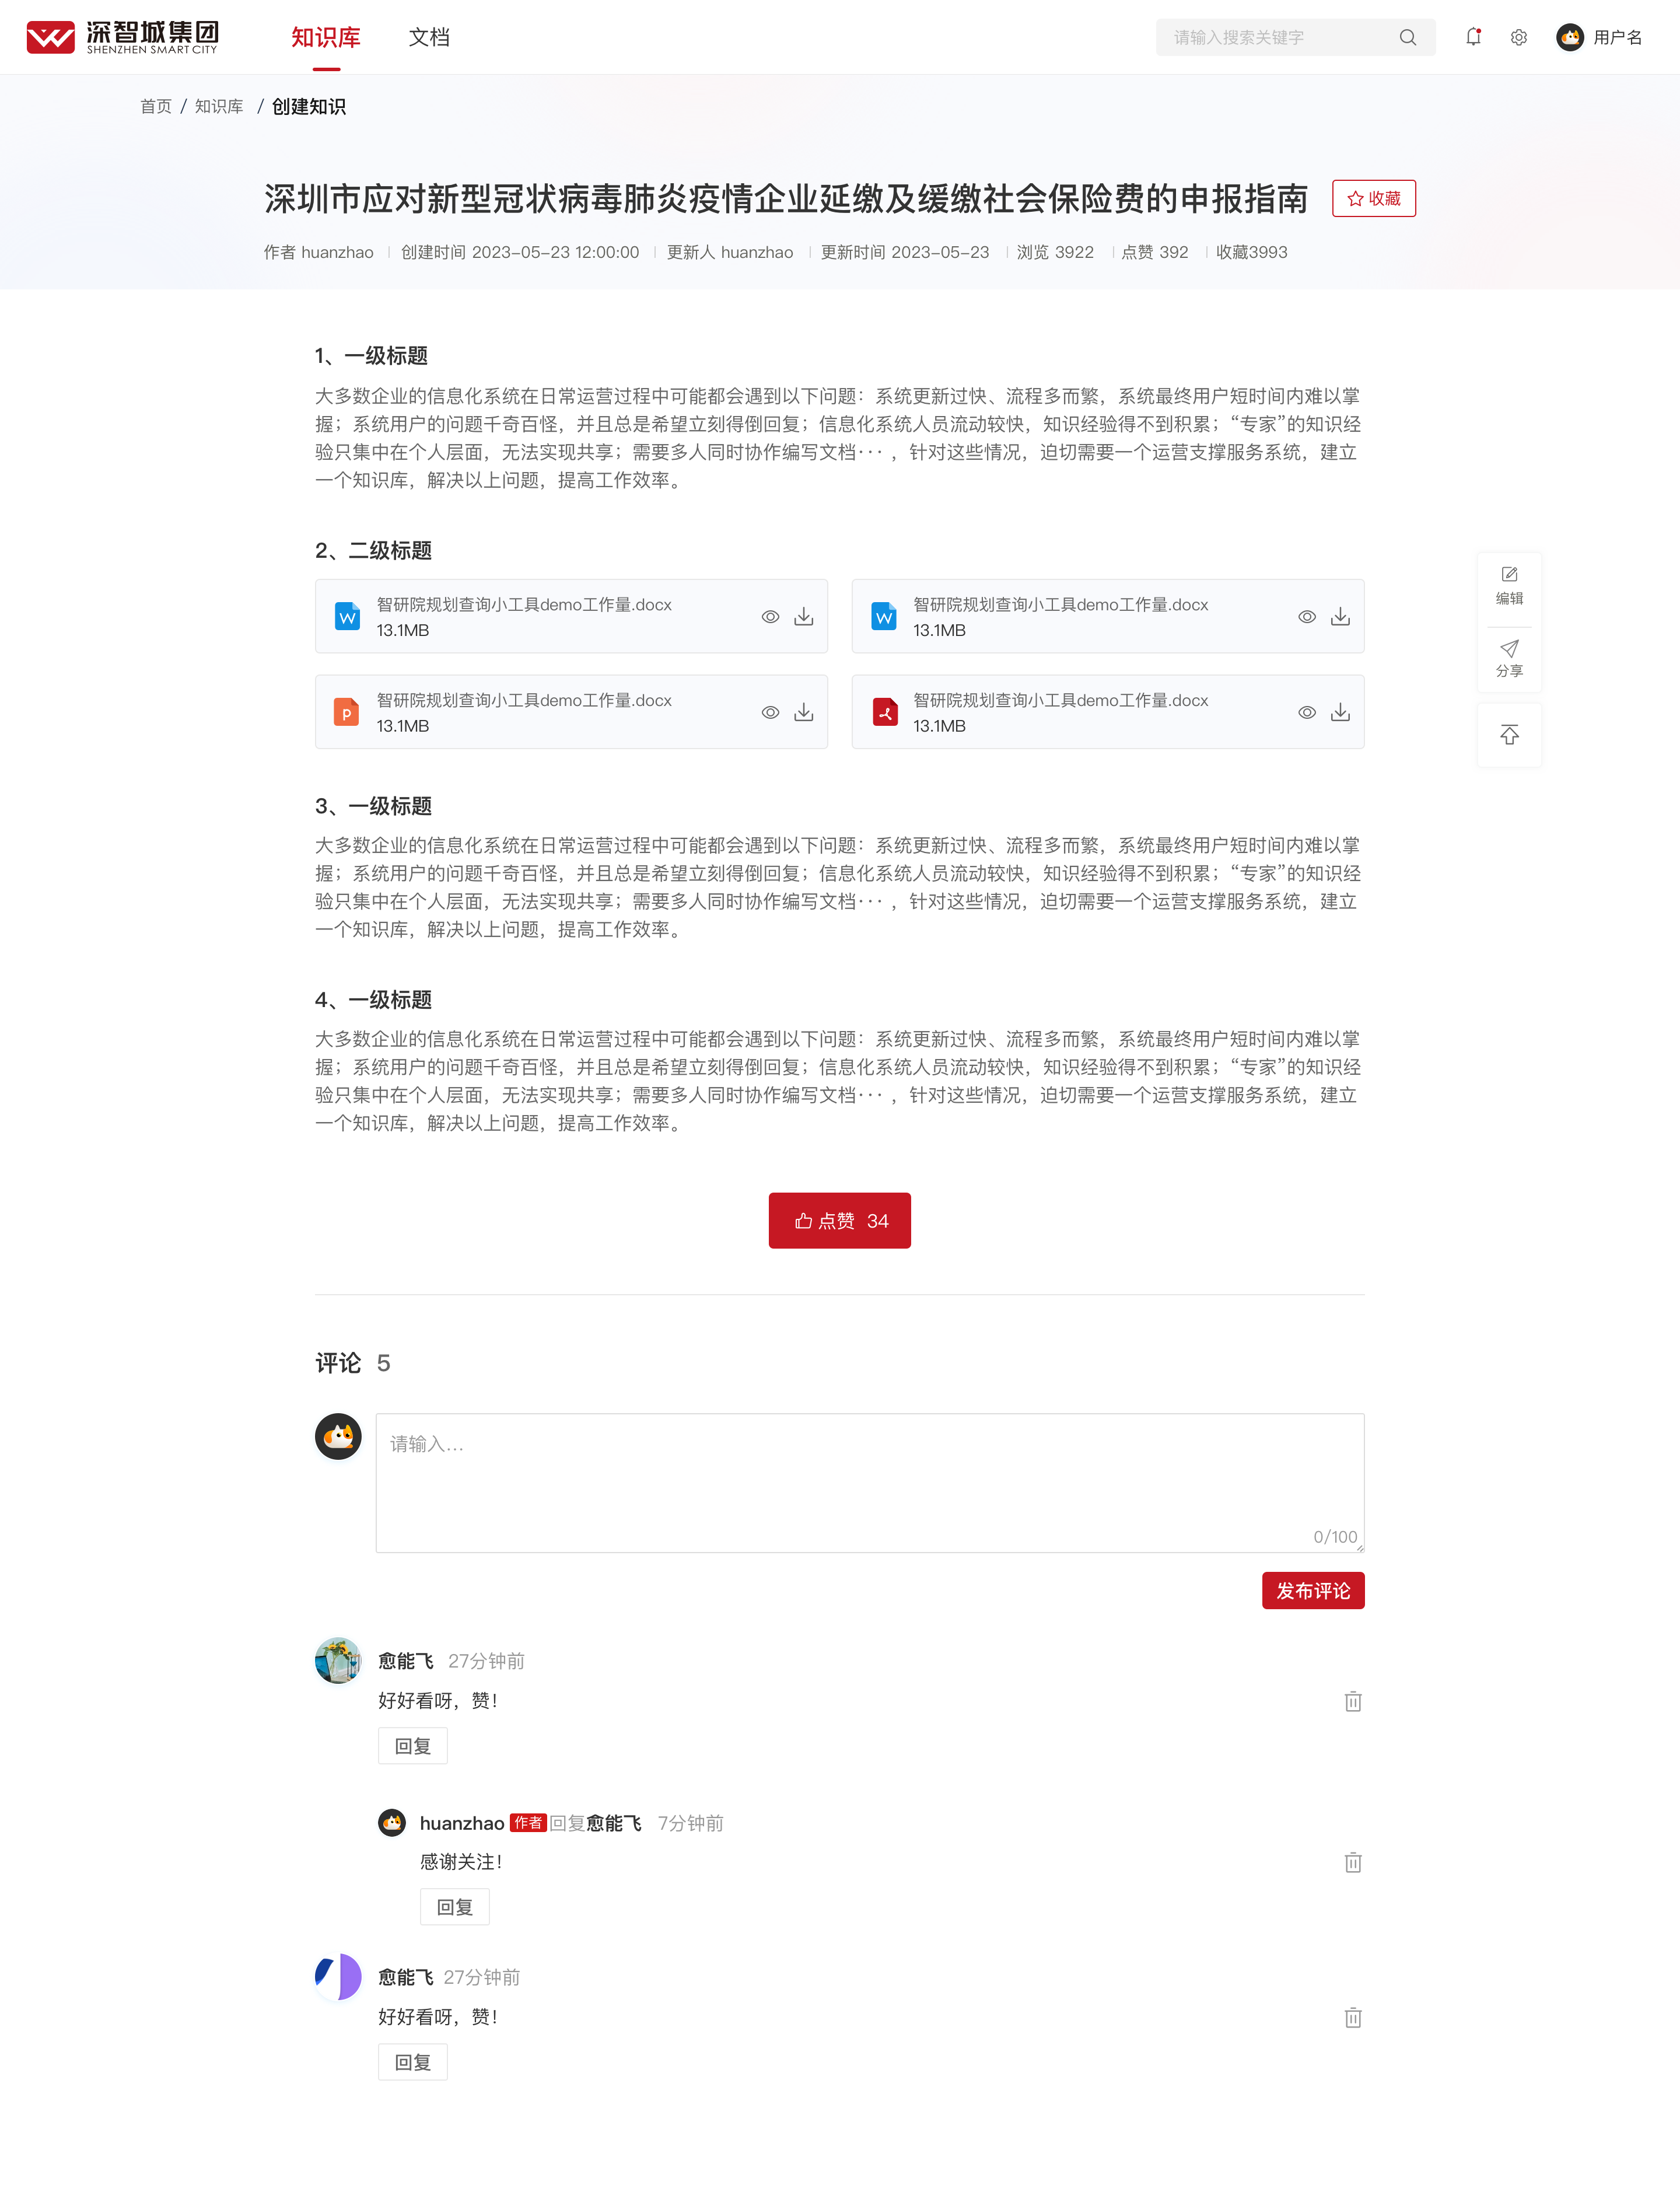 深智城集团
SHENZHEN SMART CITY
知识库
文档
请输入搜索关键字
用户名
首页 / 知识库 / 创建知识
深圳市应对新型冠状病毒肺炎疫情企业延缴及缓缴社会保险费的申报指南
收藏
作者 huanzhao
创建时间 2023-05-23 12:00:00
更新人 huanzhao
更新时间 2023-05-23
浏览 3922
点赞 392
收藏3993
1、一级标题
大多数企业的信息化系统在日常运营过程中可能都会遇到以下问题：系统更新过快、流程多而繁，系统最终用户短时间内难以掌
握；系统用户的问题千奇百怪，并且总是希望立刻得倒回复；信息化系统人员流动较快，知识经验得不到积累；“专家”的知识经
验只集中在个人层面，无法实现共享；需要多人同时协作编写文档··· ，针对这些情况，迫切需要一个运营支撑服务系统，建立
一个知识库，解决以上问题，提高工作效率。
2、二级标题
智研院规划查询小工具demo工作量.docx
13.1MB
智研院规划查询小工具demo工作量.docx
13.1MB
智研院规划查询小工具demo工作量.docx
13.1MB
智研院规划查询小工具demo工作量.docx
13.1MB
编辑
分享
3、一级标题
大多数企业的信息化系统在日常运营过程中可能都会遇到以下问题：系统更新过快、流程多而繁，系统最终用户短时间内难以掌
握；系统用户的问题千奇百怪，并且总是希望立刻得倒回复；信息化系统人员流动较快，知识经验得不到积累；“专家”的知识经
验只集中在个人层面，无法实现共享；需要多人同时协作编写文档··· ，针对这些情况，迫切需要一个运营支撑服务系统，建立
一个知识库，解决以上问题，提高工作效率。
4、一级标题
大多数企业的信息化系统在日常运营过程中可能都会遇到以下问题：系统更新过快、流程多而繁，系统最终用户短时间内难以掌
握；系统用户的问题千奇百怪，并且总是希望立刻得倒回复；信息化系统人员流动较快，知识经验得不到积累；“专家”的知识经
验只集中在个人层面，无法实现共享；需要多人同时协作编写文档··· ，针对这些情况，迫切需要一个运营支撑服务系统，建立
一个知识库，解决以上问题，提高工作效率。
点赞 34
评论 5
请输入...
0/100
发布评论
愈能飞 27分钟前
好好看呀，赞！
回复
huanzhao 作者 回复愈能飞 7分钟前
感谢关注！
回复
愈能飞 27分钟前
好好看呀，赞！
回复